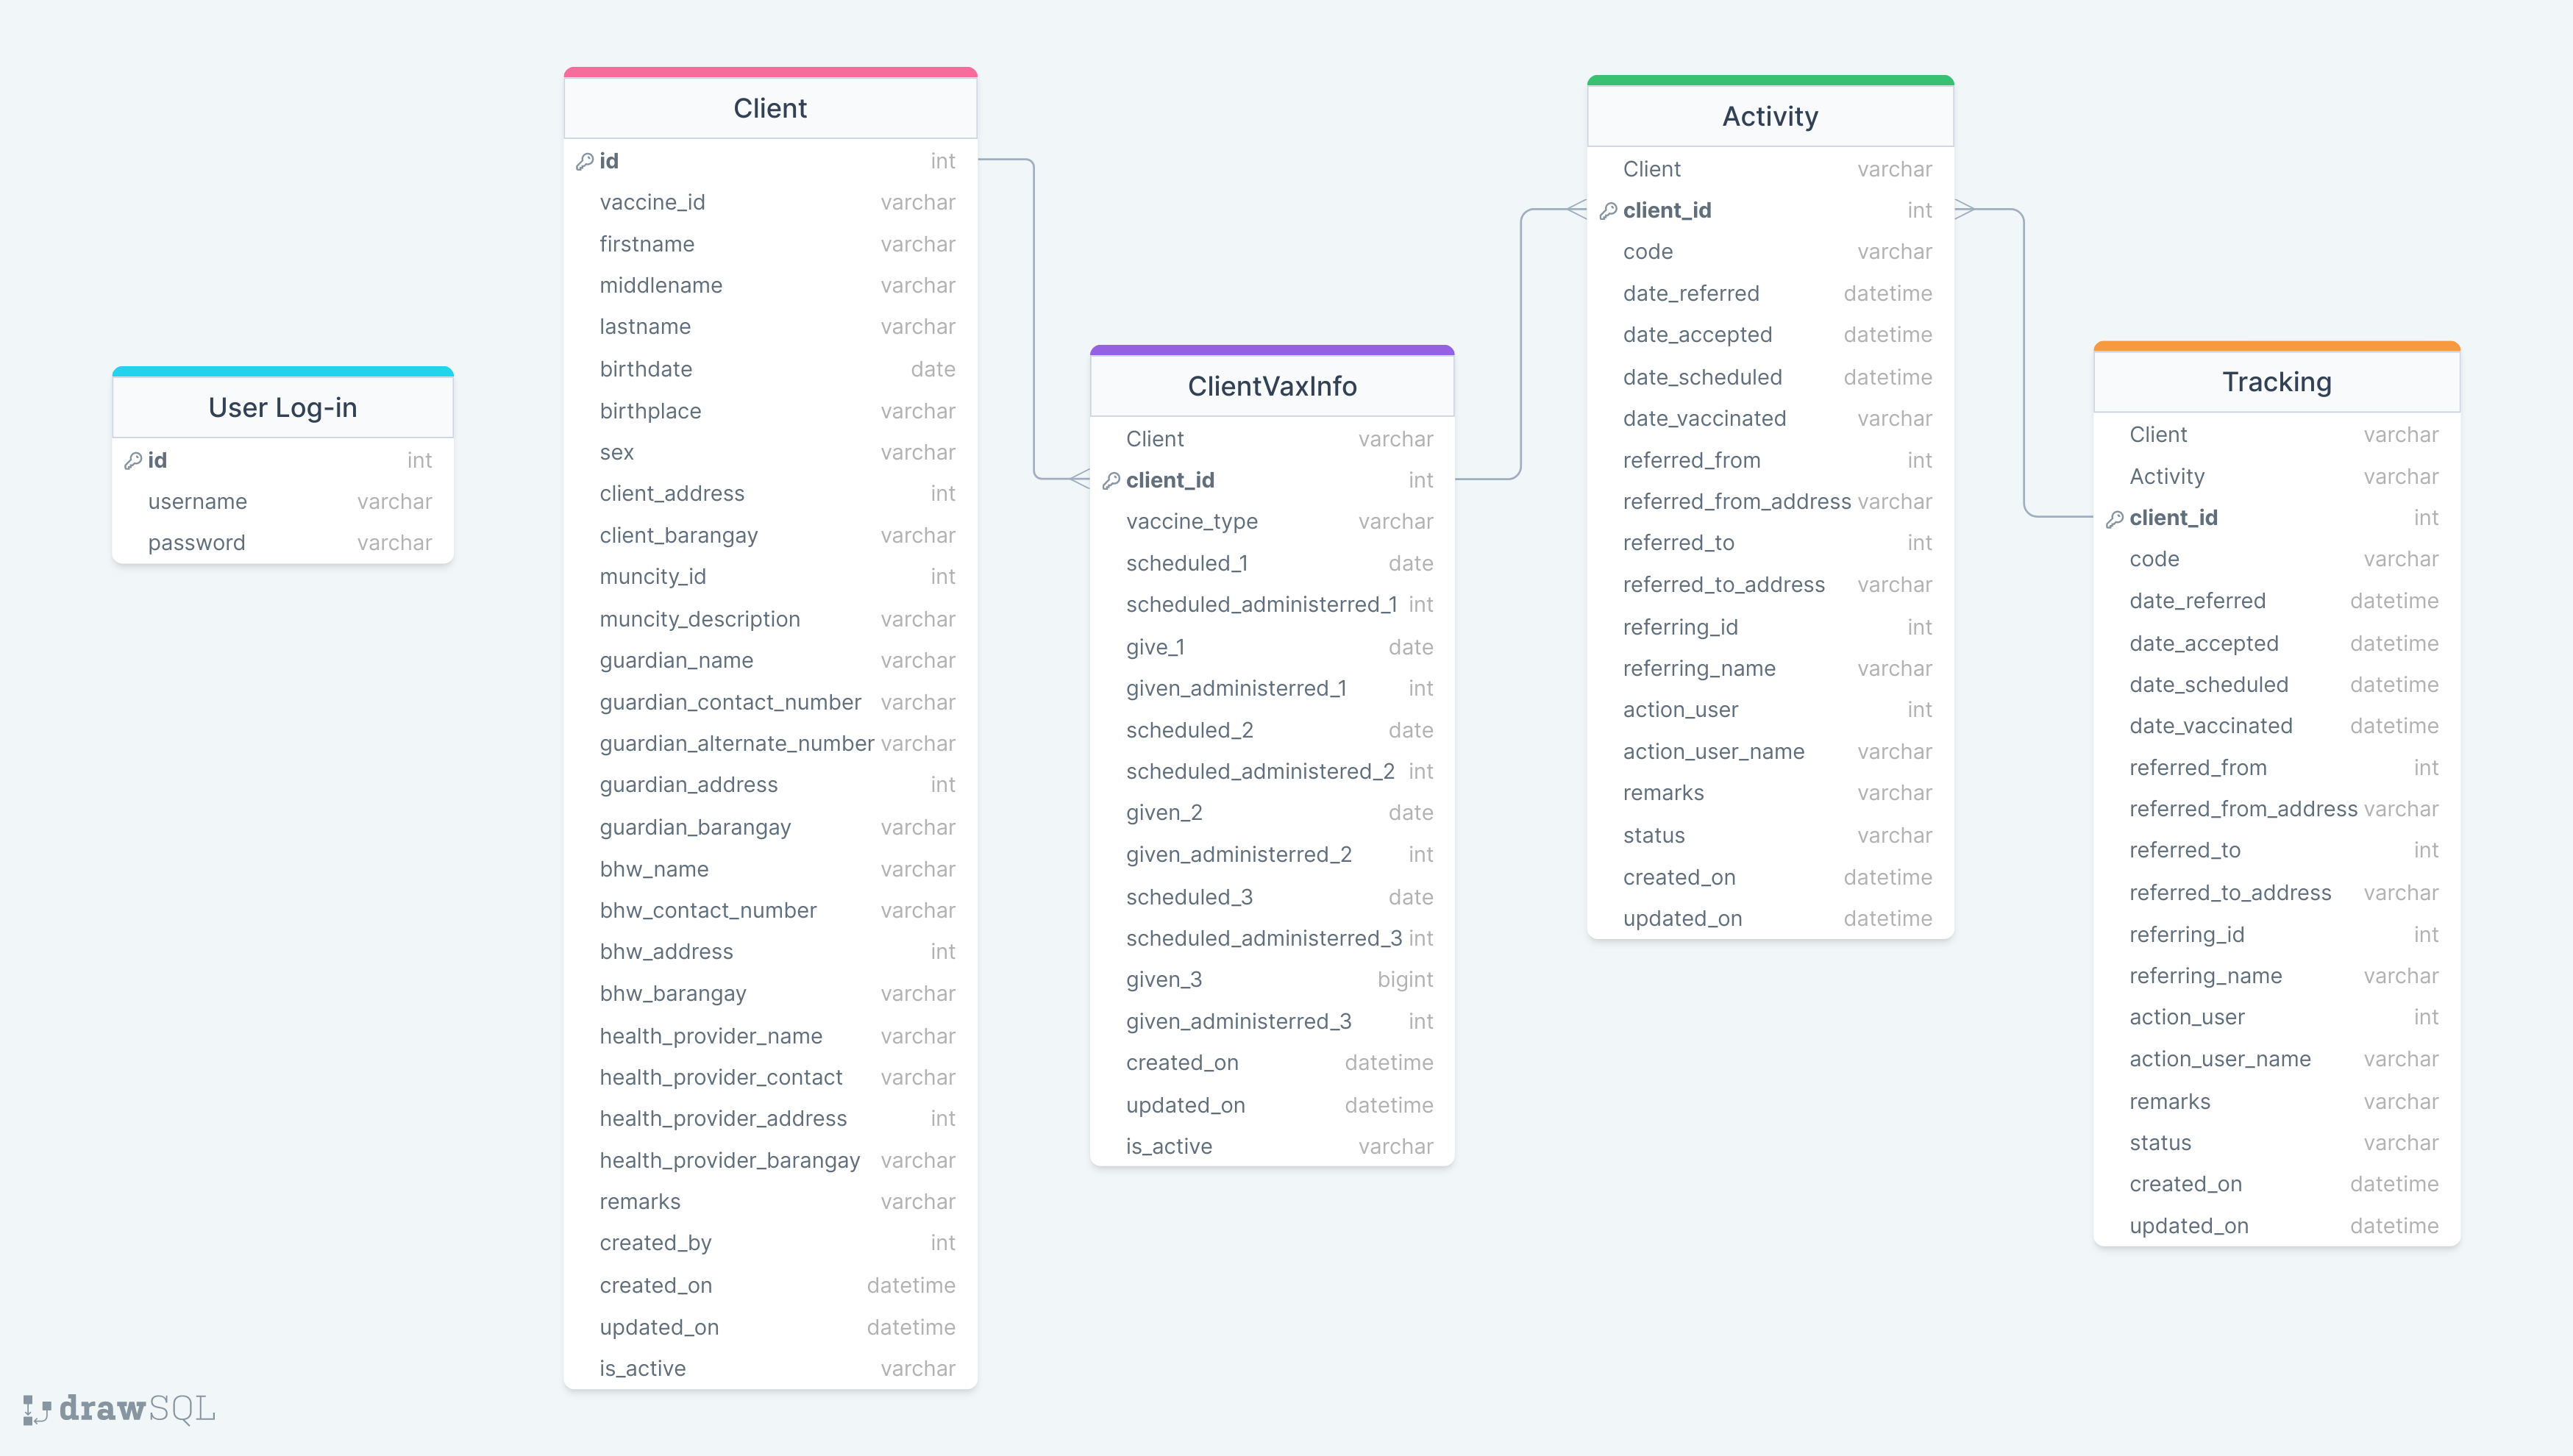 User Log-in
id int
username varchar
password varchar
Client
id int
vaccine_id varchar
firstname varchar
middlename varchar
lastname varchar
birthdate date
birthplace varchar
sex varchar
client_address int
client_barangay varchar
muncity_id int
muncity_description varchar
guardian_name varchar
guardian_contact_number varchar
guardian_alternate_number varchar
guardian_address int
guardian_barangay varchar
bhw_name varchar
bhw_contact_number varchar
bhw_address int
bhw_barangay varchar
health_provider_name varchar
health_provider_contact varchar
health_provider_address int
health_provider_barangay varchar
remarks varchar
created_by int
created_on datetime
updated_on datetime
is_active varchar
ClientVaxInfo
Client varchar
client_id int
vaccine_type varchar
scheduled_1 date
scheduled_administerred_1 int
give_1 date
given_administerred_1 int
scheduled_2 date
scheduled_administered_2 int
given_2 date
given_administerred_2 int
scheduled_3 date
scheduled_administerred_3 int
given_3 bigint
given_administerred_3 int
created_on datetime
updated_on datetime
is_active varchar
Activity
Client varchar
client_id int
code varchar
date_referred datetime
date_accepted datetime
date_scheduled datetime
date_vaccinated varchar
referred_from int
referred_from_address varchar
referred_to int
referred_to_address varchar
referring_id int
referring_name varchar
action_user int
action_user_name varchar
remarks varchar
status varchar
created_on datetime
updated_on datetime
Tracking
Client varchar
Activity varchar
client_id int
code varchar
date_referred datetime
date_accepted datetime
date_scheduled datetime
date_vaccinated datetime
referred_from int
referred_from_address varchar
referred_to int
referred_to_address varchar
referring_id int
referring_name varchar
action_user int
action_user_name varchar
remarks varchar
status varchar
created_on datetime
updated_on datetime
drawSQL